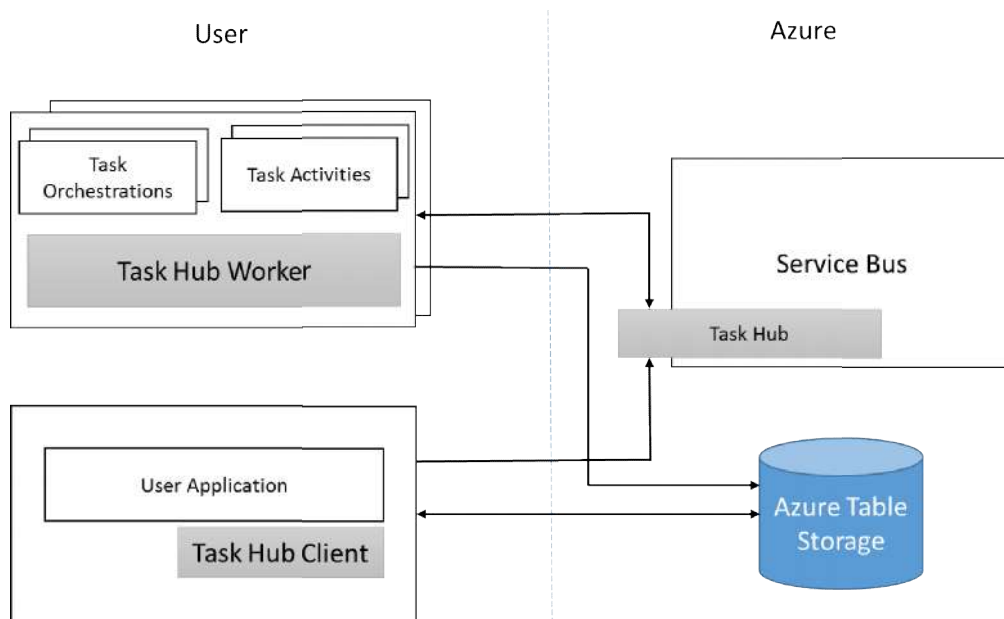 User
Azure
Task
Orchestrations
Task Activities
Task Hub Worker
Service Bus
Task Hub
User Application
Task Hub Client
Azure Table
Storage